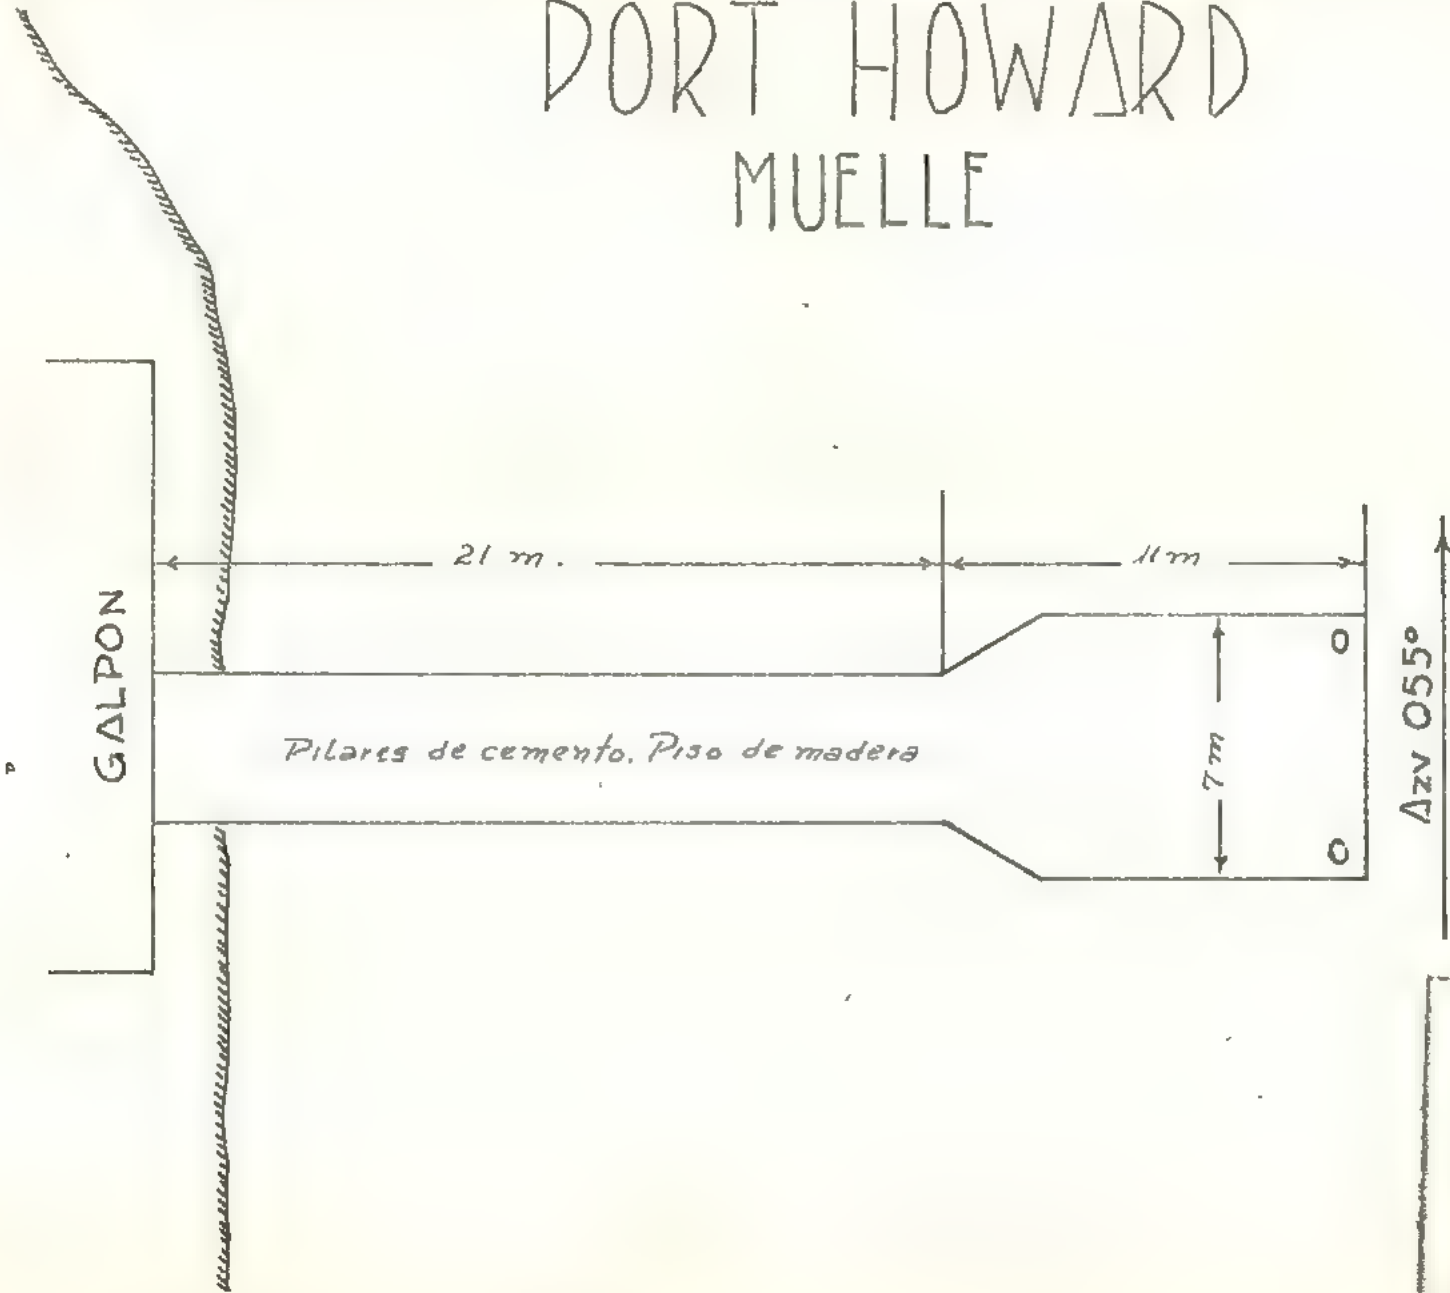 PORT HOWARD
MUELLE
21 m.
11 m
GALPON
Pilares de cemento. Piso de madera
7 m
Azv 055°